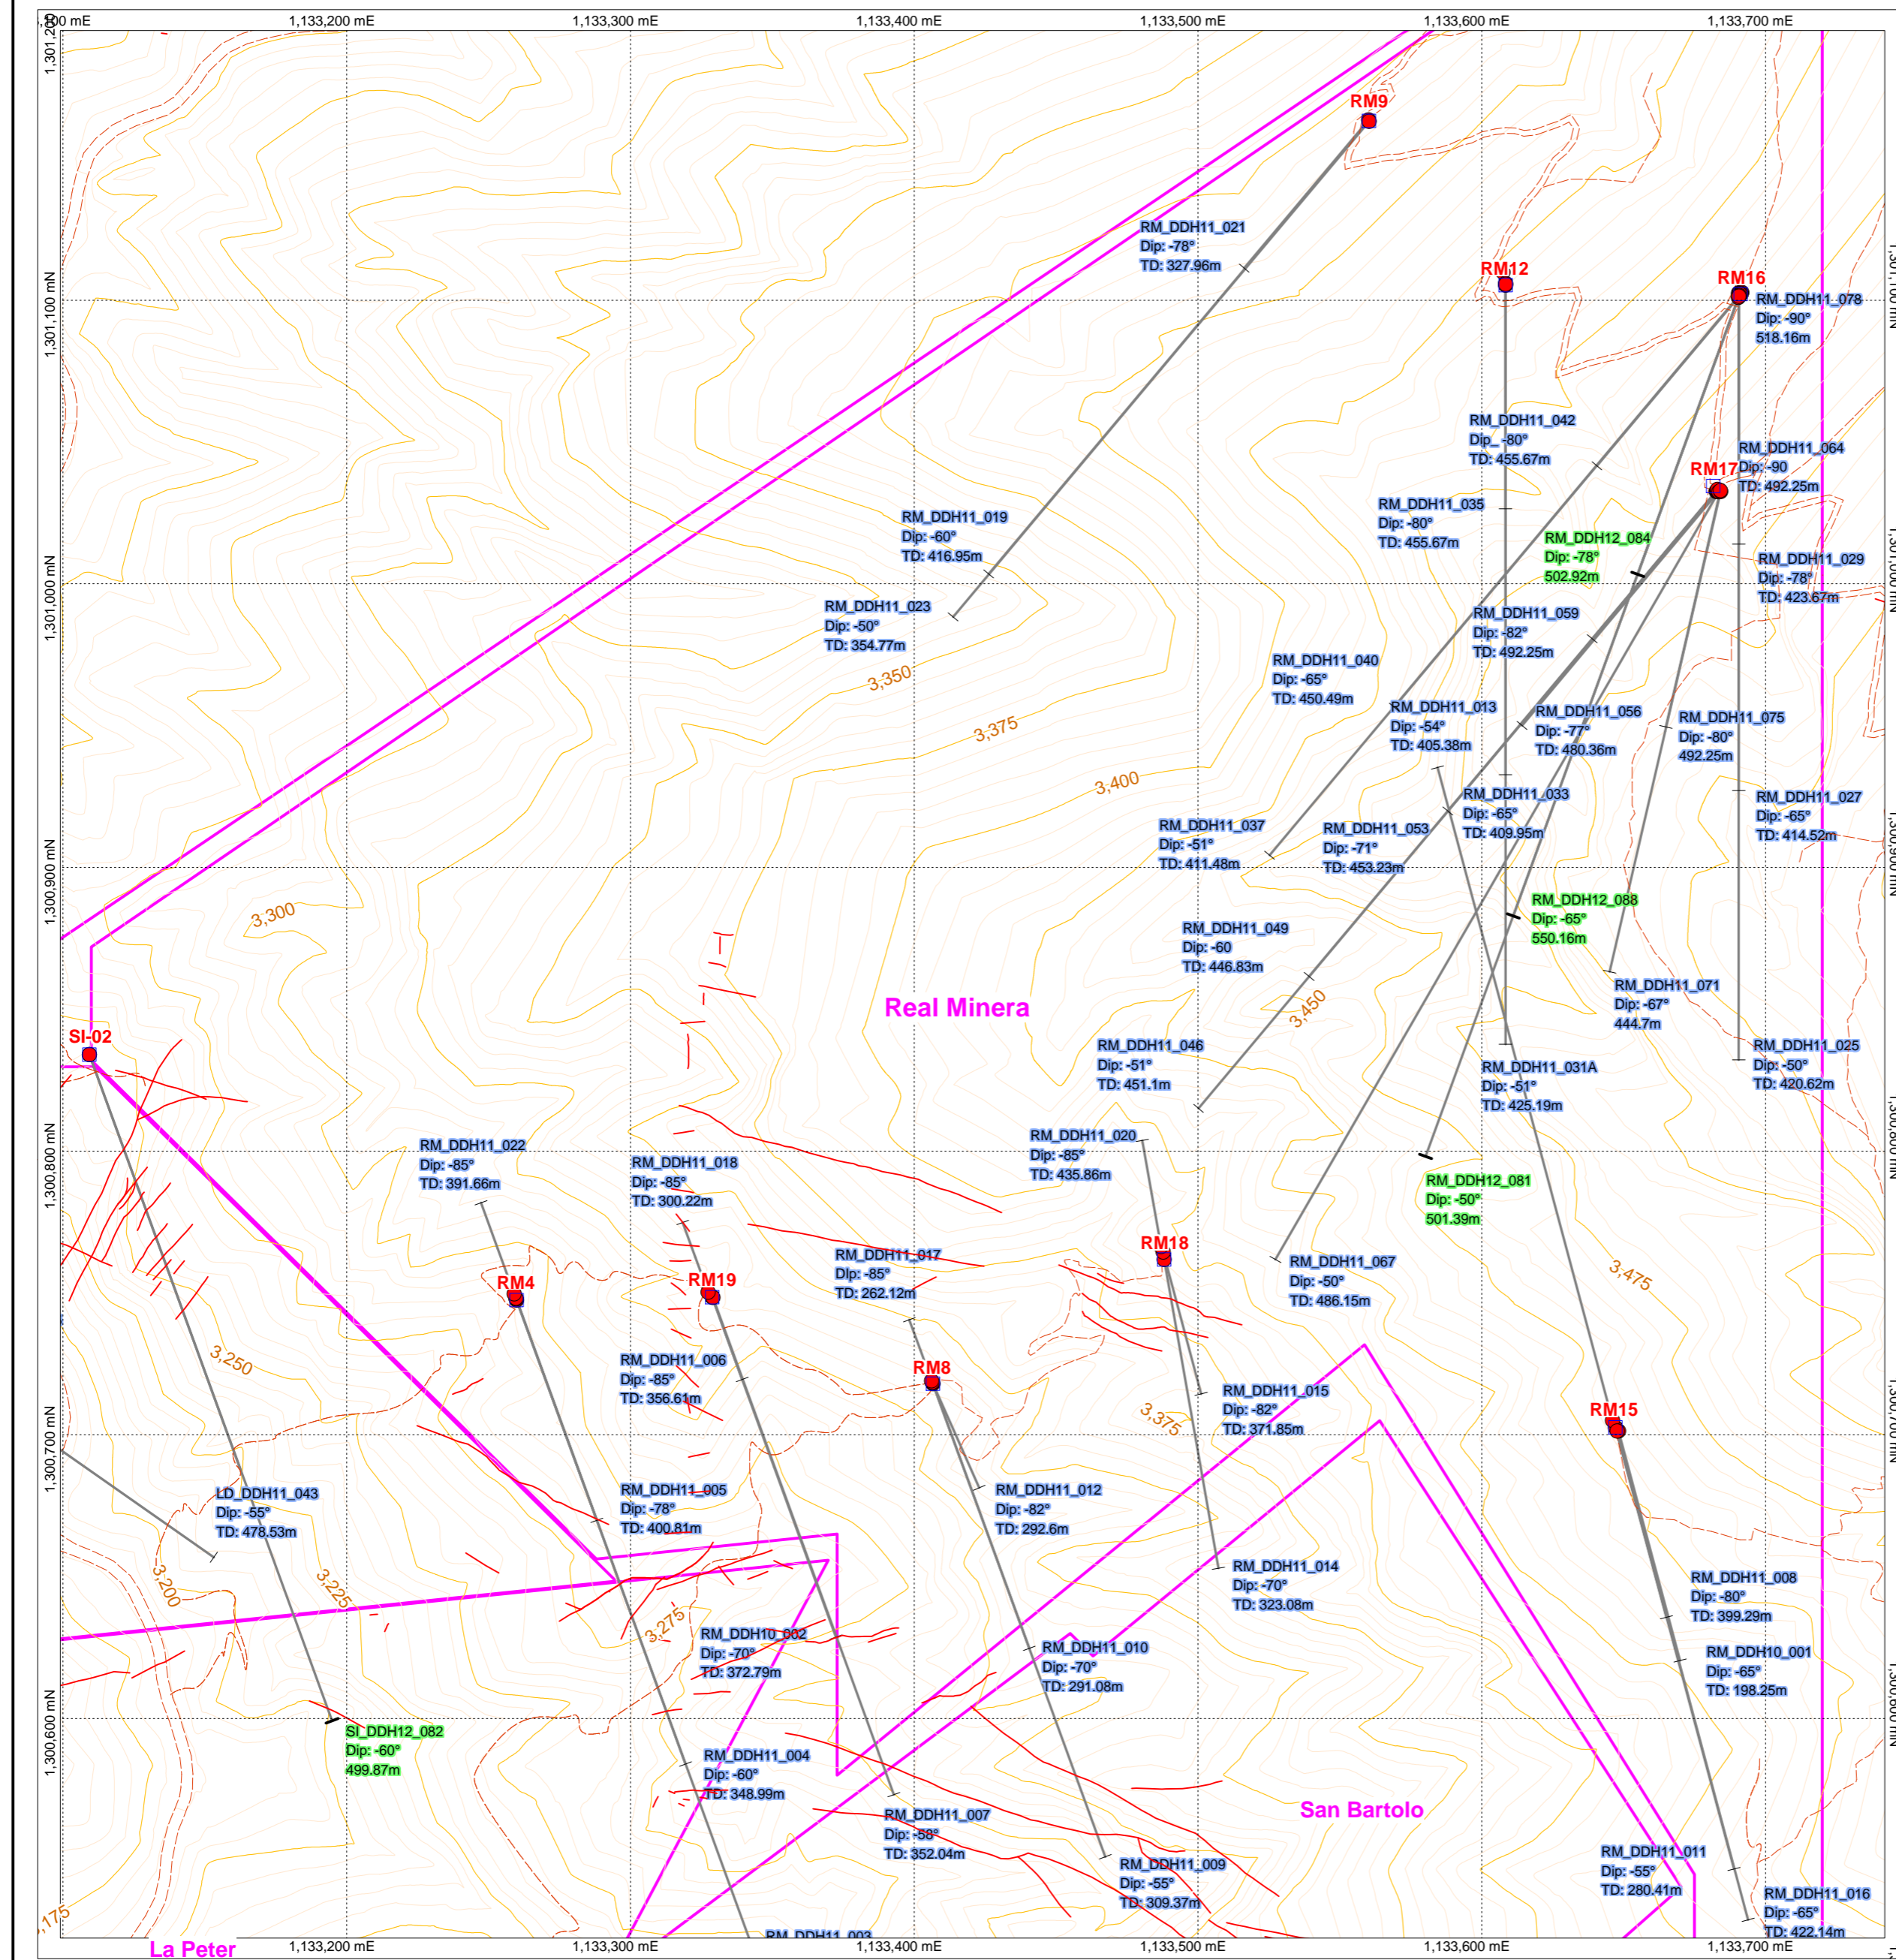 1,133,200 mE
1,133,300 mE
1,133,400 mE
1,133,500 mE
1,133,600 mE
1,133,700 mE
1,301,200
RM9
RM_DDH11_021
Dip: -78°
TD: 327.96m
RM12
RM16
RM_DDH11_078
Dip: -90°
518.16m
1,301,100 mN
RM_DDH11_042
Dip_ -80°
TD: 455.67m
RM_DDH11_064
Dip: -90
TD: 492.25m
RM17
RM_DDH11_035
Dip: -80°
TD: 455.67m
RM_DDH11_019
Dip: -60°
TD: 416.95m
RM_DDH12_084
Dip: -78°
502.92m
RM_DDH11_029
Dip: -78°
TD: 423.67m
1,301,000 mN
RM_DDH11_023
Dip: -50°
TD: 354.77m
RM_DDH11_059
Dip: -82°
TD: 492.25m
3,350
RM_DDH11_040
Dip: -65°
TD: 450.49m
3,375
RM_DDH11_013
Dip: -54°
TD: 405.38m
RM_DDH11_056
Dip: -77°
TD: 480.36m
RM_DDH11_075
Dip: -80°
492.25m
3,400
RM_DDH11_033
Dip: -65°
TD: 409.95m
RM_DDH11_027
Dip: -65°
TD: 414.52m
RM_DDH11_037
Dip: -51°
TD: 411.48m
RM_DDH11_053
Dip: -71°
TD: 453.23m
1,300,900 mN
3,300
RM_DDH12_088
Dip: -65°
550.16m
RM_DDH11_049
Dip: -60
TD: 446.83m
RM_DDH11_071
Dip: -67°
444.7m
Real Minera
3,450
SI-02
RM_DDH11_046
Dip: -51°
TD: 451.1m
RM_DDH11_031A
Dip: -51°
TD: 425.19m
RM_DDH11_025
Dip: -50°
TD: 420.62m
1,300,800 mN
RM_DDH11_022
Dip: -85°
TD: 391.66m
RM_DDH11_018
Dip: -85°
TD: 300.22m
RM_DDH11_020
Dip: -85°
TD: 435.86m
RM_DDH12_081
Dip: -50°
501.39m
RM18
RM_DDH11_017
DIp: -85°
TD: 262.12m
RM_DDH11_067
Dip: -50°
TD: 486.15m
3,475
RM4
RM19
3,250
RM_DDH11_006
Dip: -85°
TD: 356.61m
RM8
RM_DDH11_015
Dip: -82°
TD: 371.85m
3,375
RM15
1,300,700 mN
LD_DDH11_043
Dip: -55°
TD: 478.53m
RM_DDH11_005
Dip: -78°
TD: 400.81m
RM_DDH11_012
Dip: -82°
TD: 292.6m
RM_DDH11_014
Dip: -70°
TD: 323.08m
3,200
3,225
3,275
RM_DDH11_008
Dip: -80°
TD: 399.29m
RM_DDH10_002
Dip: -70°
TD: 372.79m
RM_DDH11_010
Dip: -70°
TD: 291.08m
RM_DDH10_001
Dip: -65°
TD: 198.25m
1,300,600 mN
SI_DDH12_082
Dip: -60°
499.87m
RM_DDH11_004
Dip: -60°
TD: 348.99m
RM_DDH11_007
Dip: -58°
TD: 352.04m
San Bartolo
RM_DDH11_009
Dip: -55°
TD: 309.37m
RM_DDH11_011
Dip: -55°
TD: 280.41m
RM_DDH11_016
Dip: -65°
TD: 422.14m
RM_DDH11_003
La Peter
1,133,200 mE
1,133,300 mE
1,133,400 mE
1,133,500 mE
1,133,600 mE
1,133,700 mE